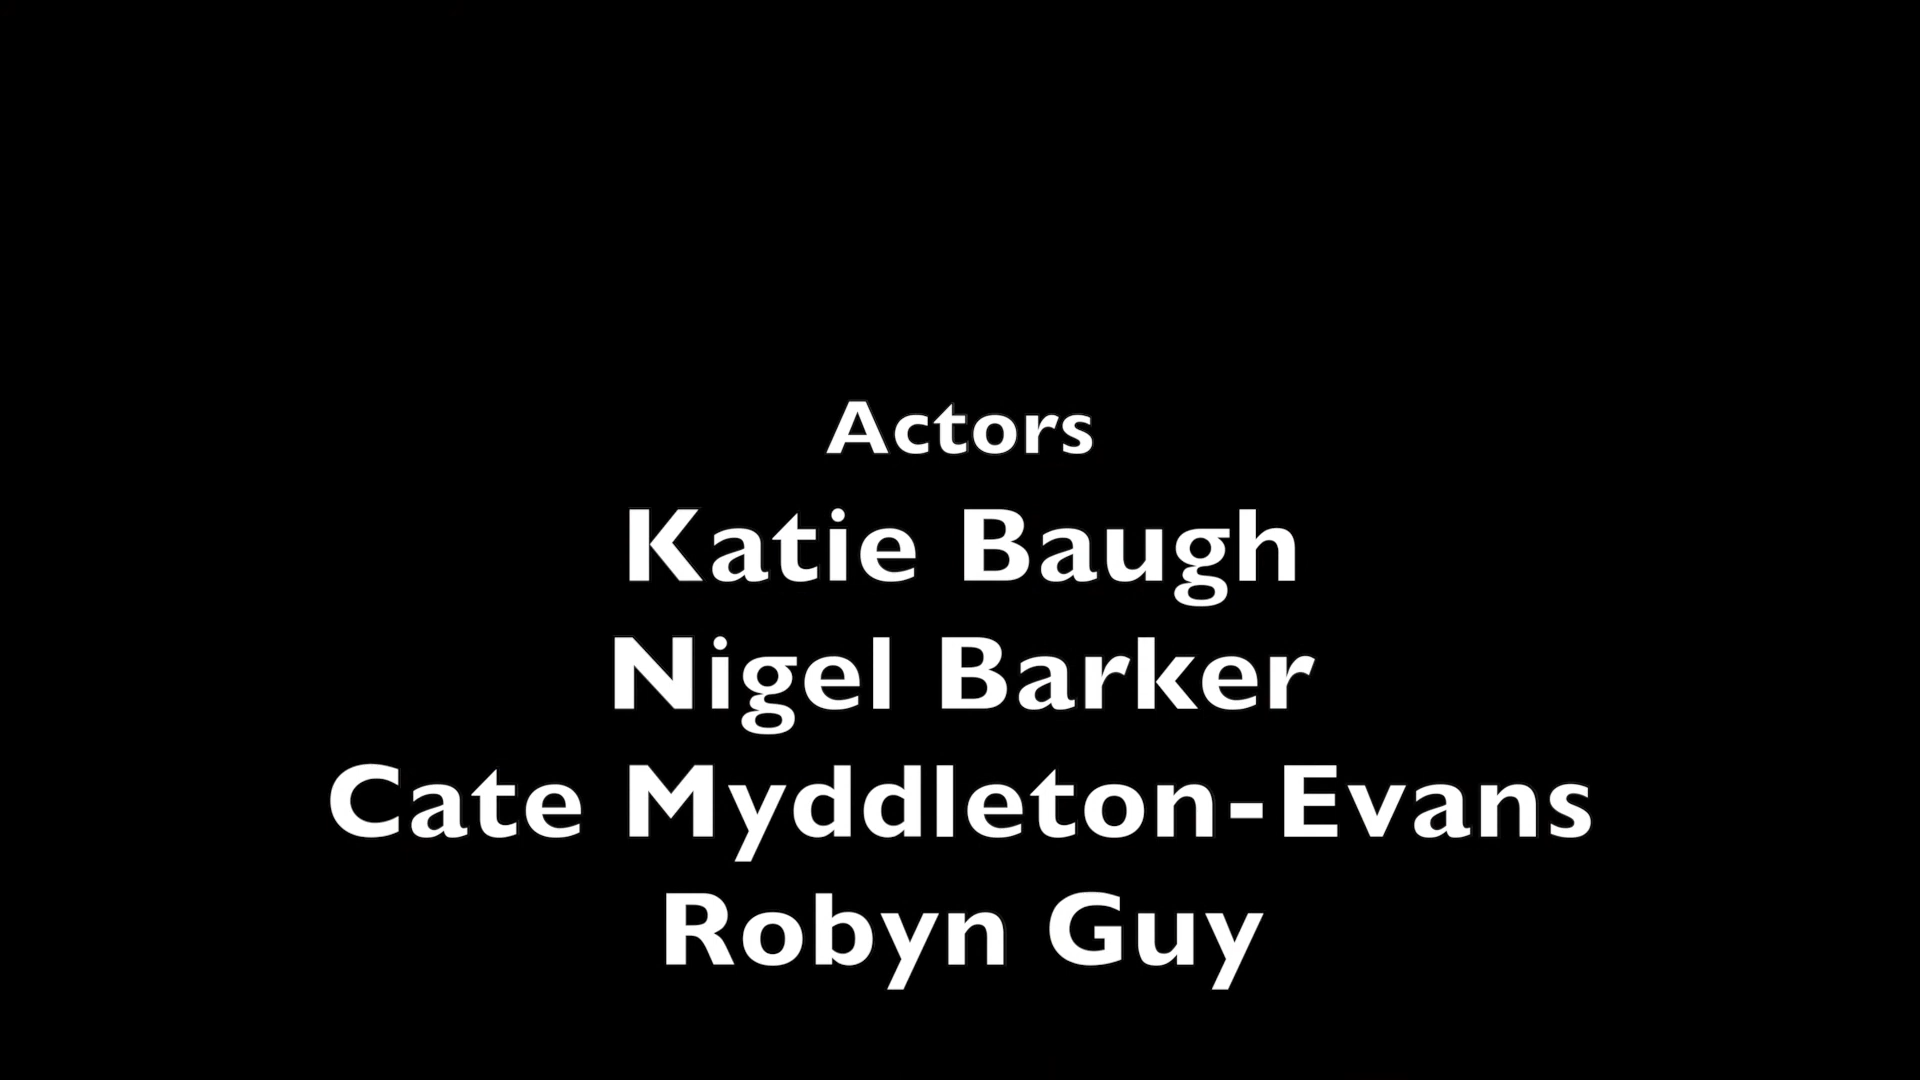 Actors
Katie Baugh
Nigel Barker
Cate Myddleton-Evans
Robyn Guy